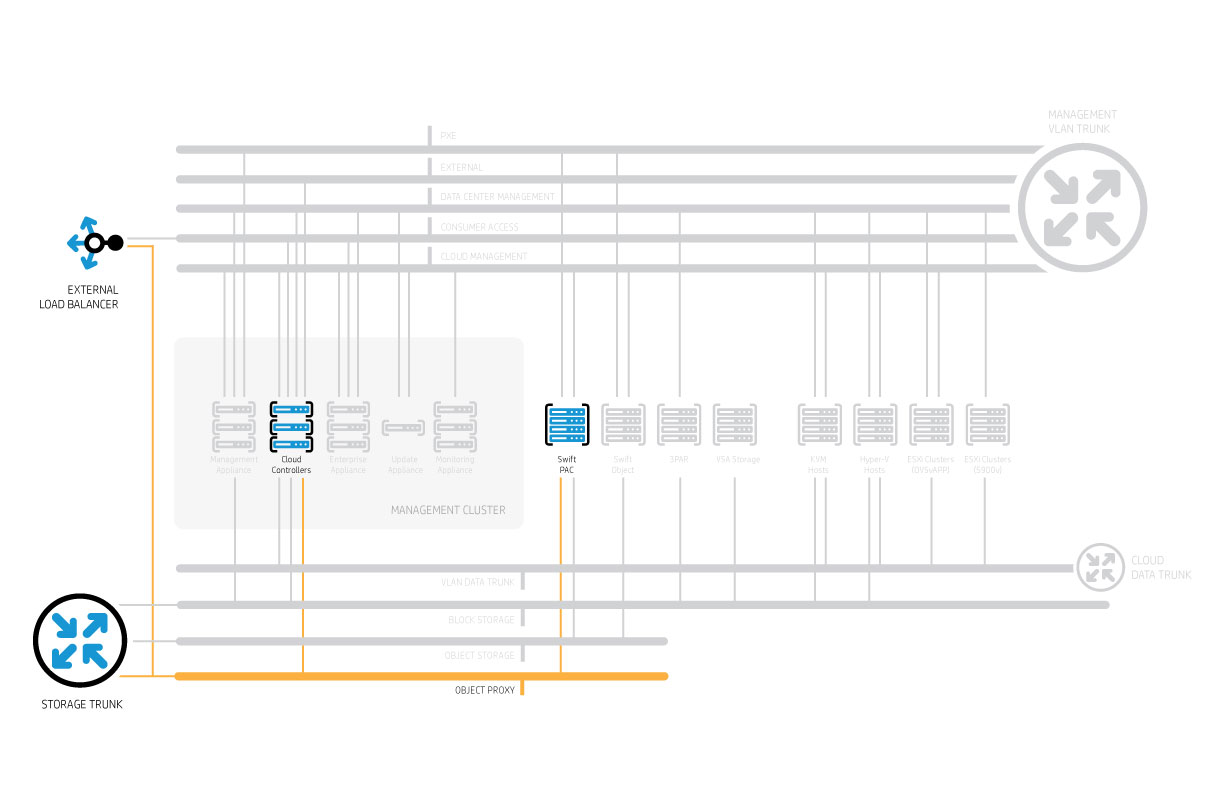 MANAGEMENT
VLAN TRUNK
PXE
EXTERNAL
DATA CENTER MANAGEMENT
CONSUMER ACCESS
CLOUD MANAGEMENT
EXTERNAL
LOAD BALANCER
Management
Appliance
Cloud
Controllers
Enterprise
Appliance
Update
Appliance
Monitoring
Appliance
Swift
PAC
Swift
Object
3PAR
VSA Storage
KVM
Hosts
Hyper-V
Hosts
ESXi Clusters
(OVSvAPP)
ESXi Clusters
(5900v)
MANAGEMENT CLUSTER
CLOUD
DATA TRUNK
VLAN DATA TRUNK
BLOCK STORAGE
OBJECT STORAGE
OBJECT PROXY
STORAGE TRUNK